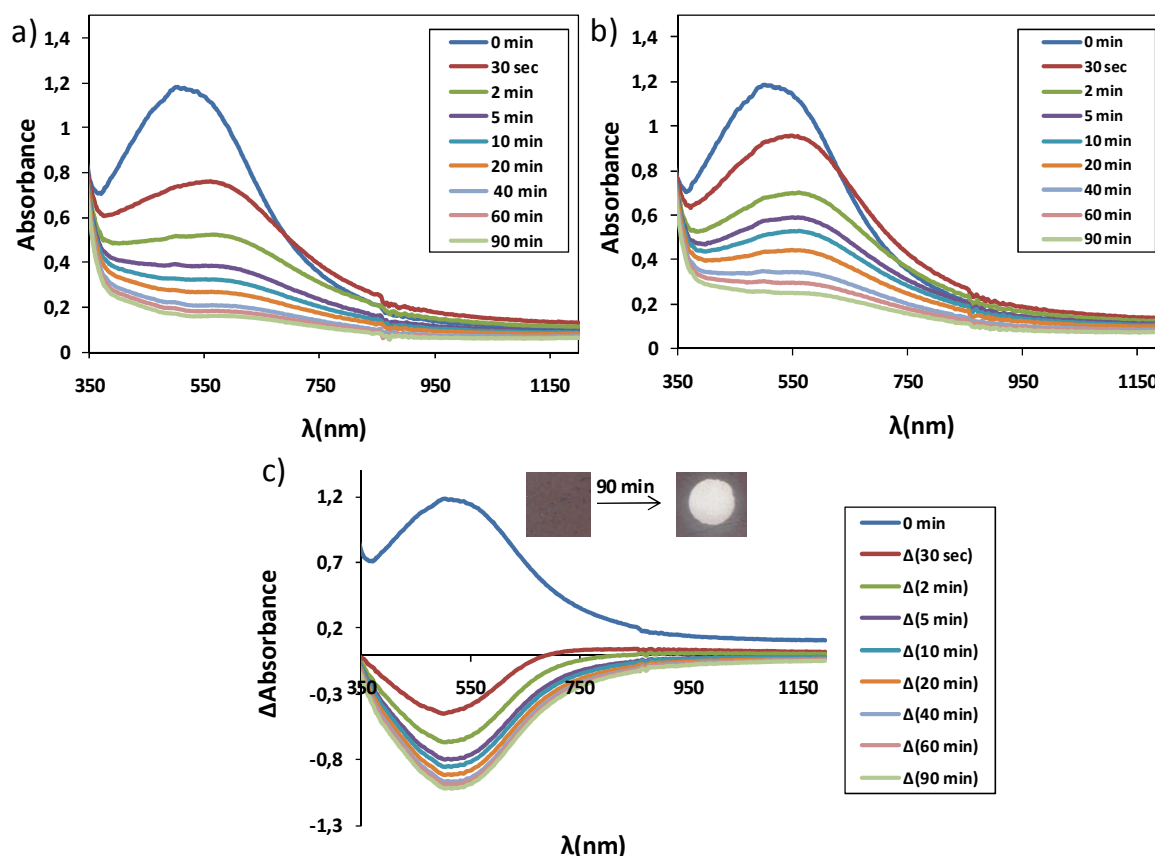 a)
1,4
1,2
1
0,8
0,6
0,4
0,2
0
350 550 750 950 1150
Absorbance
λ(nm)
0 min
30 sec
2 min
5 min
10 min
20 min
40 min
60 min
90 min
b)
1,4
1,2
1
0,8
0,6
0,4
0,2
0
350 550 750 950 1150
Absorbance
λ(nm)
0 min
30 sec
2 min
5 min
10 min
20 min
40 min
60 min
90 min
c)
1,2
0,7
0,2
-0,3
-0,8
-1,3
350 550 750 950 1150
ΔAbsorbance
λ(nm)
90 min
0 min
Δ(30 sec)
Δ(2 min)
Δ(5 min)
Δ(10 min)
Δ(20 min)
Δ(40 min)
Δ(60 min)
Δ(90 min)